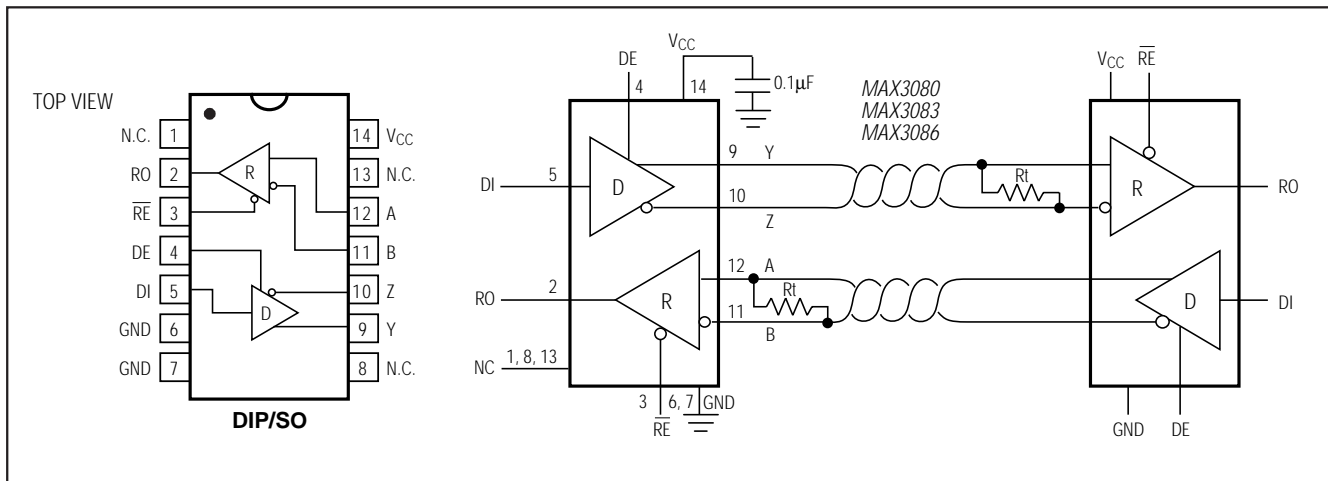 TOP VIEW
N.C. 1
RO 2
RE 3
DE 4
DI 5
GND 6
GND 7
14 VCC
13 N.C.
12 A
11 B
10 Z
9 Y
8 N.C.
R
D
DIP/SO
DE
4
VCC
14
0.1µF
MAX3080
MAX3083
MAX3086
DI 5
D
9 Y
10
Z
Rt
RO 2
R
12 A
11
B
Rt
NC 1, 8, 13
3
RE
6, 7 GND
VCC RE
R
RO
D
DI
GND DE